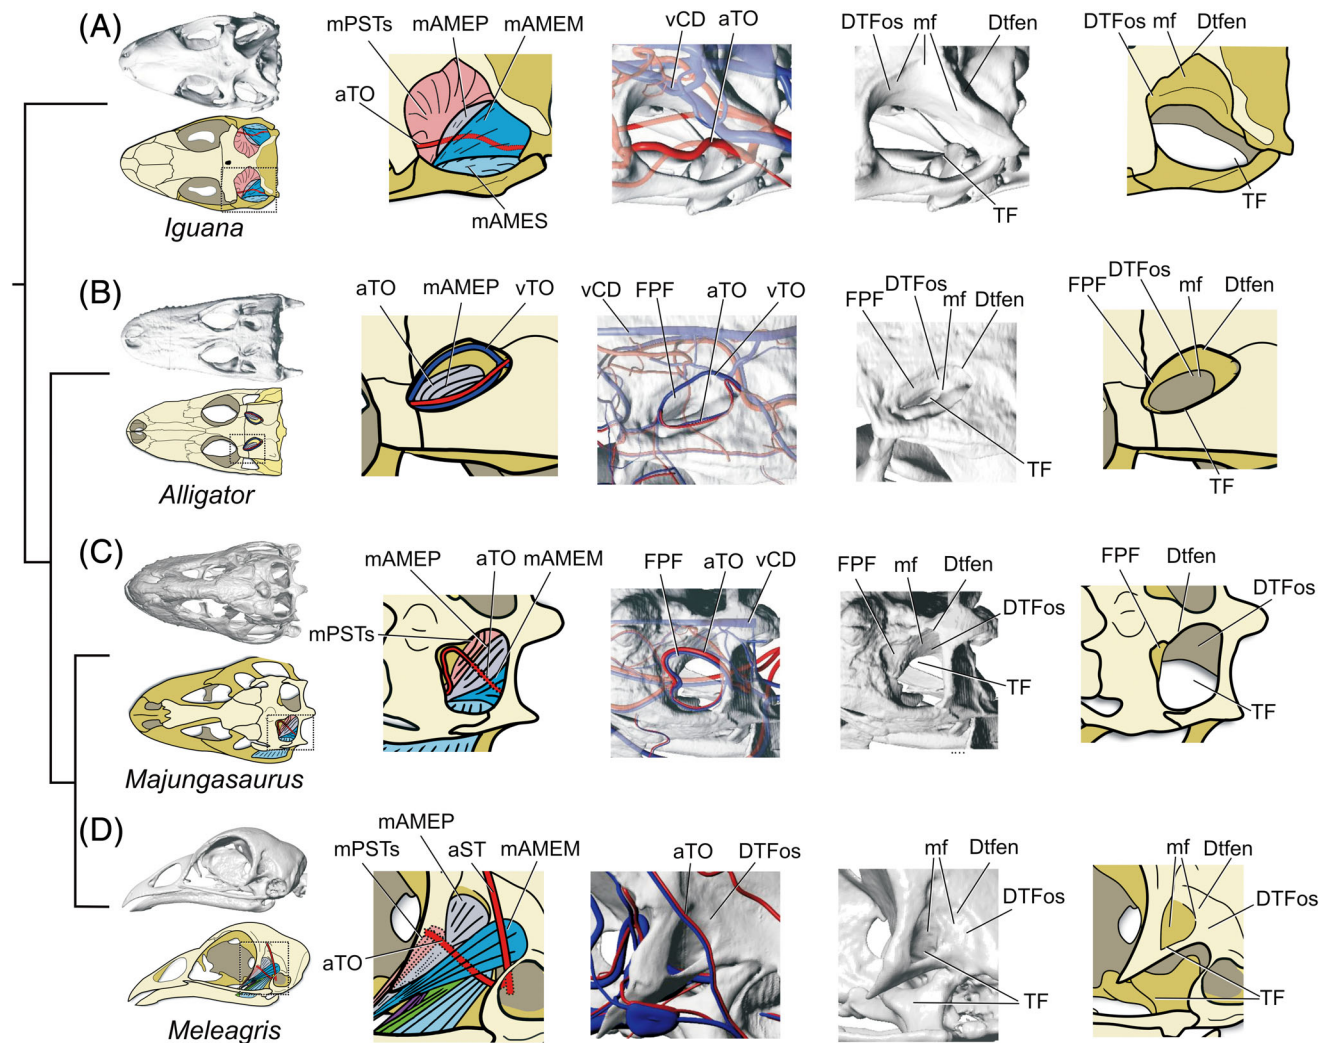 (A)
mPSTs mAMEP mAMEM
vCD aTO
DTFos mf Dtfen
DTFos mf Dtfen
aTO
TF
TF
mAMES
Iguana
(B)
aTO mAMEP vTO
vCD FPF aTO vTO
FPF DTFos mf Dtfen
FPF DTFos mf Dtfen
TF
TF
Alligator
(C)
mAMEP aTO mAMEM
FPF aTO vCD
FPF mf Dtfen
DTFos
FPF Dtfen
DTFos
mPSTs
TF
TF
Majungasaurus
(D)
mAMEP
mPSTs aST mAMEM
aTO DTFos
mf Dtfen
DTFos
mf Dtfen
DTFos
aTO
TF
TF
Meleagris